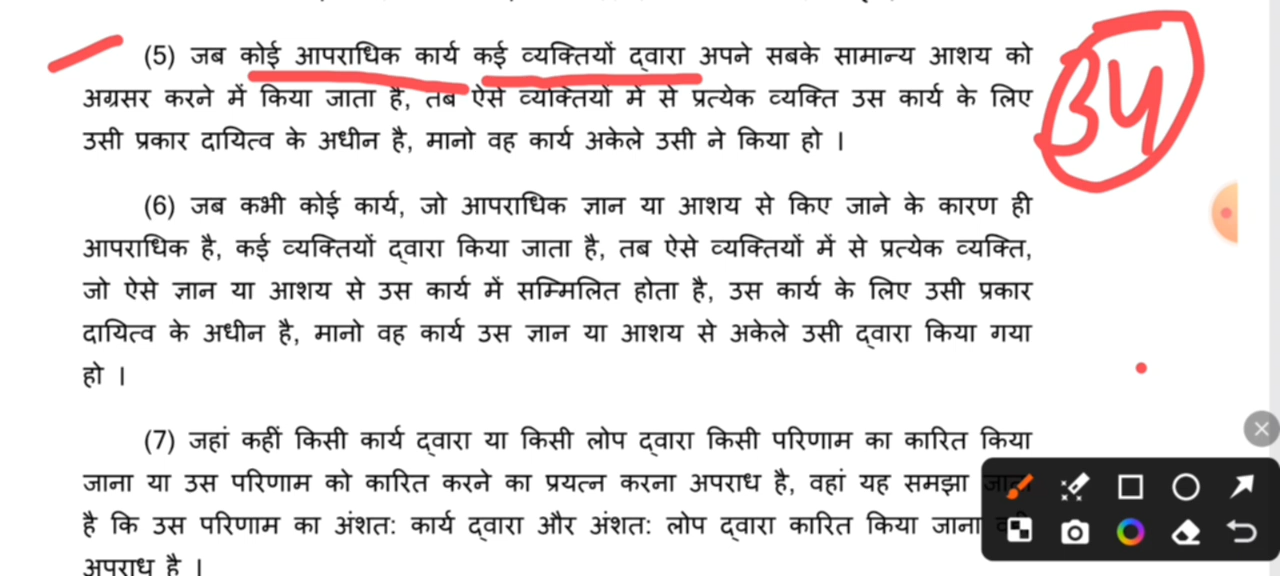 (5) जब कोई आपराधिक कार्य कई व्यक्तियों द्वारा अपने सबके सामान्य आशय को
अग्रसर करने में किया जाता है, तब ऐसे व्यक्तियों में से प्रत्येक व्यक्ति उस कार्य के लिए
उसी प्रकार दायित्व के अधीन है, मानो वह कार्य अकेले उसी ने किया हो ।
34
(6) जब कभी कोई कार्य, जो आपराधिक ज्ञान या आशय से किए जाने के कारण ही
आपराधिक है, कई व्यक्तियों द्वारा किया जाता है, तब ऐसे व्यक्तियों में से प्रत्येक व्यक्ति,
जो ऐसे ज्ञान या आशय से उस कार्य में सम्मिलित होता है, उस कार्य के लिए उसी प्रकार
दायित्व के अधीन है, मानो वह कार्य उस ज्ञान या आशय से अकेले उसी द्वारा किया गया
हो ।
(7) जहां कहीं किसी कार्य द्वारा या किसी लोप द्वारा किसी परिणाम का कारित किया
जाना या उस परिणाम को कारित करने का प्रयत्न करना अपराध है, वहां यह समझा जाना
है कि उस परिणाम का अंशत: कार्य द्वारा और अंशत: लोप द्वारा कारित किया जाना
अपराध है ।